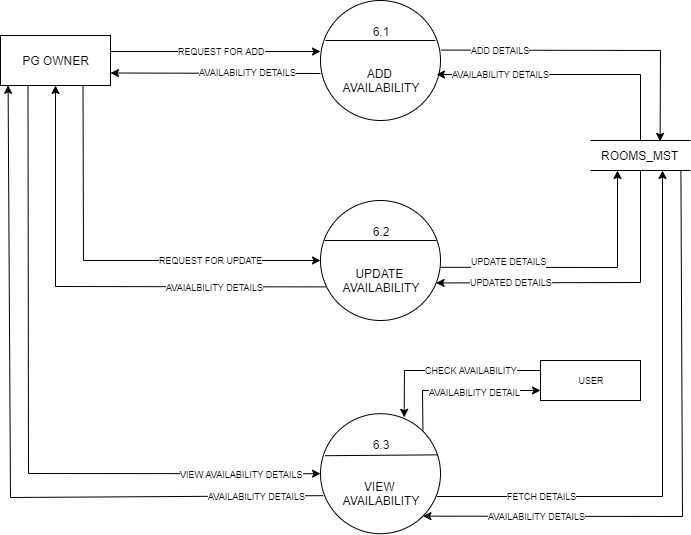 6.1
PG OWNER
REQUEST FOR ADD
ADD DETAILS
AVAILABILITY DETAILS
ADD
AVAILABILITY
AVAILABILITY DETAILS
ROOMS_MST
6.2
REQUEST FOR UPDATE
UPDATE DETAILS
UPDATE
AVAILABILITY
AVAIALBILITY DETAILS
UPDATED DETAILS
CHECK AVAILABILITY
USER
AVAILABILITY DETAIL
6.3
VIEW AVAILABILITY DETAILS
VIEW
AVAILABILITY
AVAILABILITY DETAILS
FETCH DETAILS
AVAILABILITY DETAILS